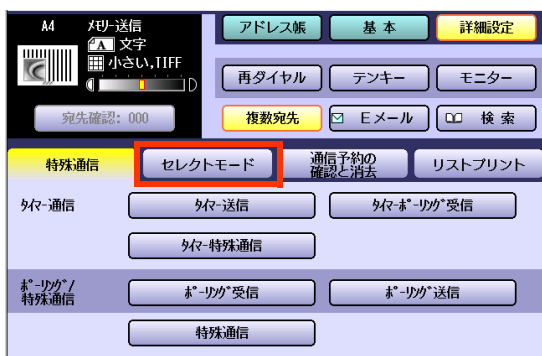 A4 ﾒﾓﾘｰ送信
A 文字
小さい,TIFF
D
宛先確認: 000
アドレス帳 基本 詳細設定
再ダイヤル テンキー モニター
複数宛先 Eメール 検索
特殊通信 セレクトモード 通信予約の確認と消去 リストプリント
ﾀｲﾏｰ通信 ﾀｲﾏｰ送信 ﾀｲﾏｰﾎﾟｰﾘﾝｸﾞ受信
ﾀｲﾏｰ特殊通信
ﾎﾟｰﾘﾝｸﾞ/
特殊通信 ﾎﾟｰﾘﾝｸﾞ受信 ﾎﾟｰﾘﾝｸﾞ送信
特殊通信